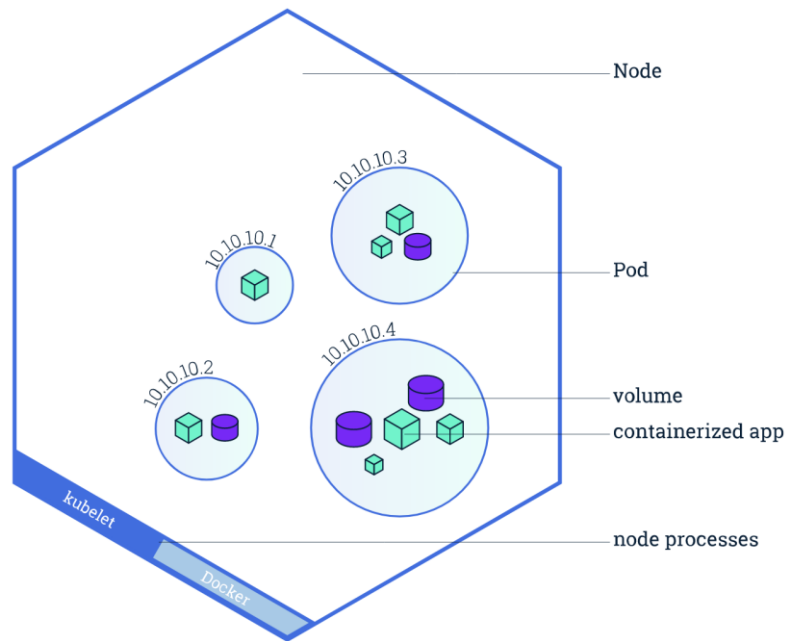 Node
10.10.10.3
10.10.10.1
Pod
10.10.10.4
10.10.10.2
volume
containerized app
kubelet
node processes
Docker